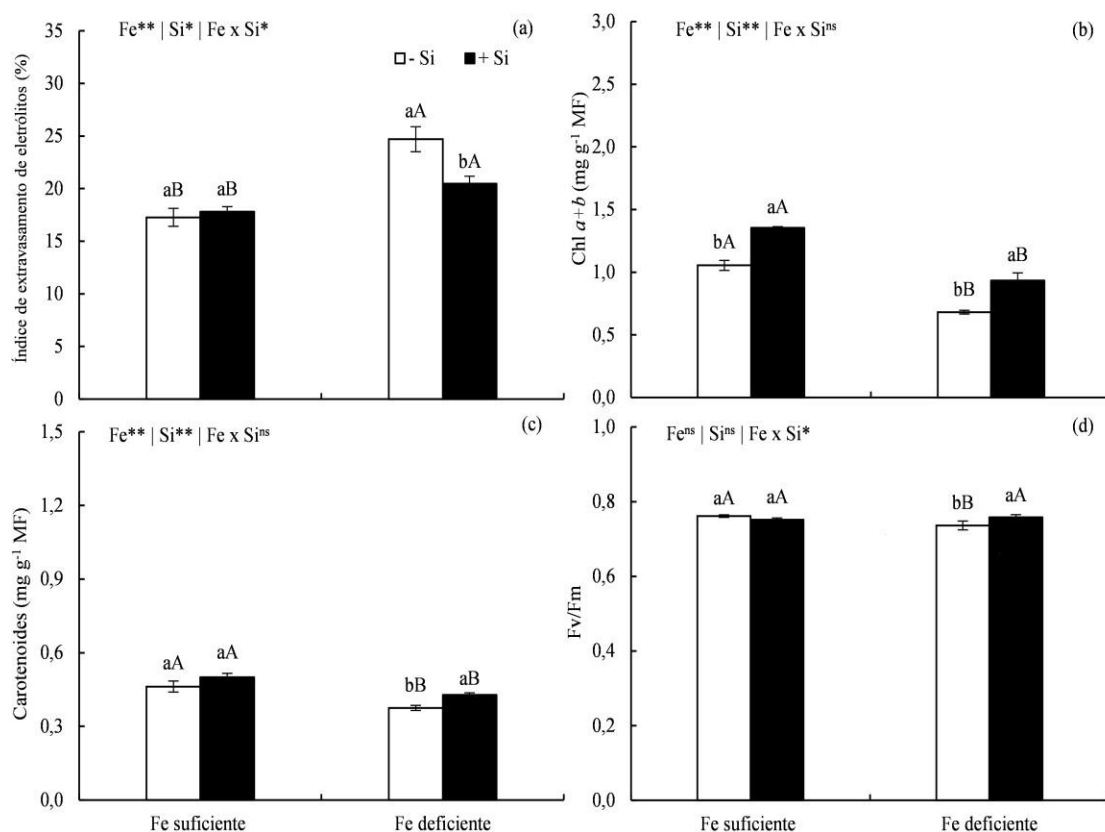 Fe** | Si* | Fe x Si*
(a)
- Si
+ Si
Índice de extravasamento de eletrólitos (%)
35
30
25
20
15
10
5
0
aB
aB
aA
bA
Fe** | Si** | Fe x Siⁿˢ
(b)
Chl a+b (mg g⁻¹ MF)
3,0
2,5
2,0
1,5
1,0
0,5
0,0
bA
aA
bB
aB
Fe** | Si** | Fe x Siⁿˢ
(c)
Carotenoides (mg g⁻¹ MF)
1,5
1,2
0,9
0,6
0,3
0,0
aA
aA
bB
aB
Fe suficiente
Fe deficiente
Feⁿˢ | Siⁿˢ | Fe x Si*
(d)
Fv/Fm
1,0
0,8
0,6
0,4
0,2
0,0
aA
aA
bB
aA
Fe suficiente
Fe deficiente